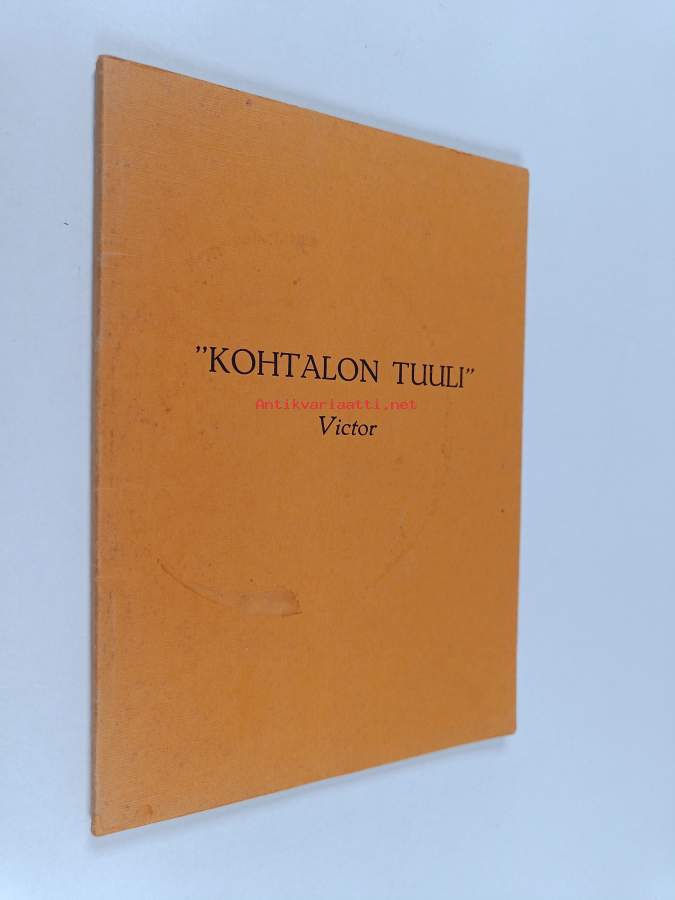 ”KOHTALON TUULI”
Antikvariaatti.net
Victor